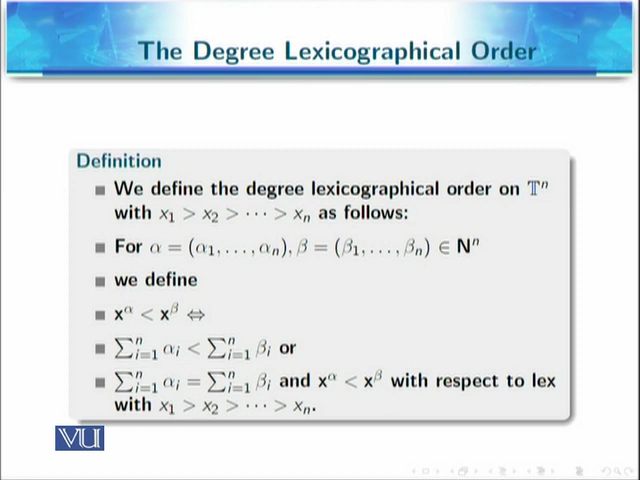 The Degree Lexicographical Order
Definition
We define the degree lexicographical order on 𝕋ⁿ
with x₁ > x₂ > ⋯ > xₙ as follows:
For α = (α₁, . . . , αₙ), β = (β₁, . . . , βₙ) ∈ Nⁿ
we define
x^α < x^β ⇔
∑ⁿᵢ₌₁ αᵢ < ∑ⁿᵢ₌₁ βᵢ or
∑ⁿᵢ₌₁ αᵢ = ∑ⁿᵢ₌₁ βᵢ and x^α < x^β with respect to lex
with x₁ > x₂ > ⋯ > xₙ.
VU